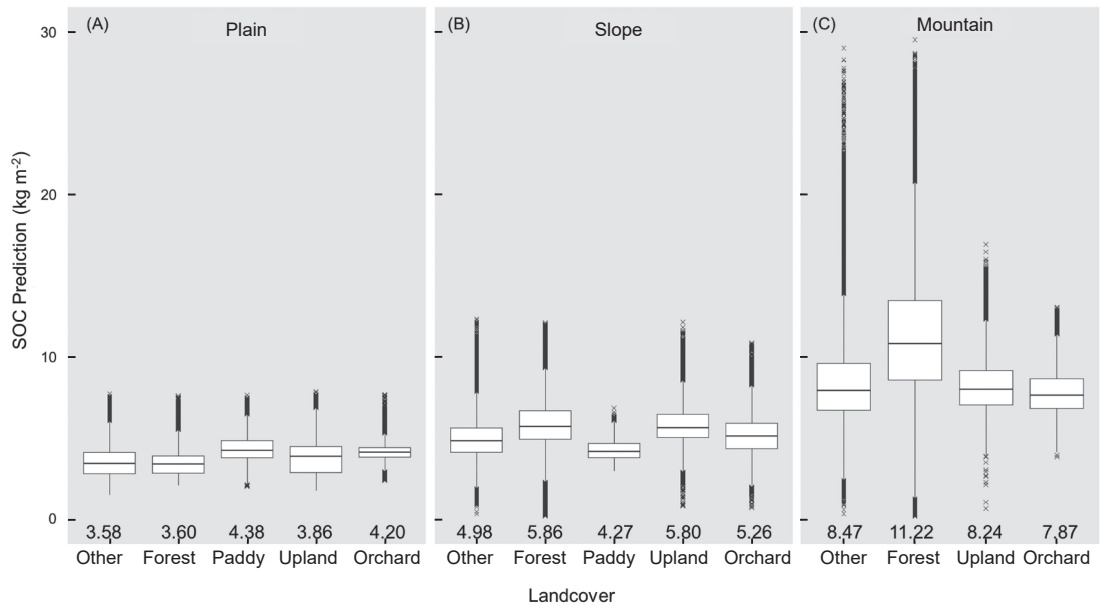 (A) Plain
(B) Slope
(C) Mountain
SOC Prediction (kg m-2)
30
20
10
0
3.58 3.60 4.38 3.86 4.20
4.98 5.86 4.27 5.80 5.26
8.47 11.22 8.24 7.87
Other Forest Paddy Upland Orchard
Other Forest Paddy Upland Orchard
Other Forest Upland Orchard
Landcover